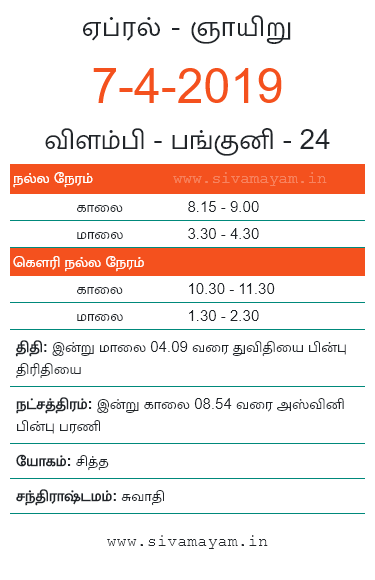 ஏப்ரல் - ஞாயிறு
7-4-2019
விளம்பி - பங்குனி - 24
நல்ல நேரம் www.sivamayam.in
காலை 8.15 - 9.00
மாலை 3.30 - 4.30
கௌரி நல்ல நேரம்
காலை 10.30 - 11.30
மாலை 1.30 - 2.30
திதி: இன்று மாலை 04.09 வரை துவிதியை பின்பு
திரிதியை
நட்சத்திரம்: இன்று காலை 08.54 வரை அஸ்வினி
பின்பு பரணி
யோகம்: சித்த
சந்திராஷ்டமம்: சுவாதி
www.sivamayam.in